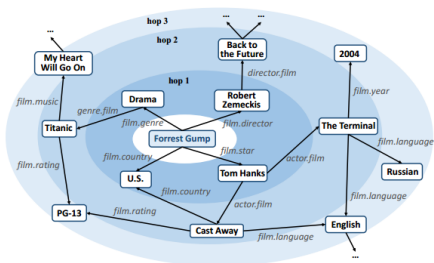 hop 3
...
... ...
hop 2
My Heart
Will Go On
Back to
the Future
2004
hop 1
director.film
film.year
film.music
genre.film
Drama
Robert
Zemeckis
film.genre
film.director
Titanic
Forrest Gump
The Terminal
film.language
film.country
film.star
actor.film
film.rating
U.S.
Tom Hanks
Russian
film.country
film.language
PG-13
film.rating
actor.film
Cast Away
film.language
English
...